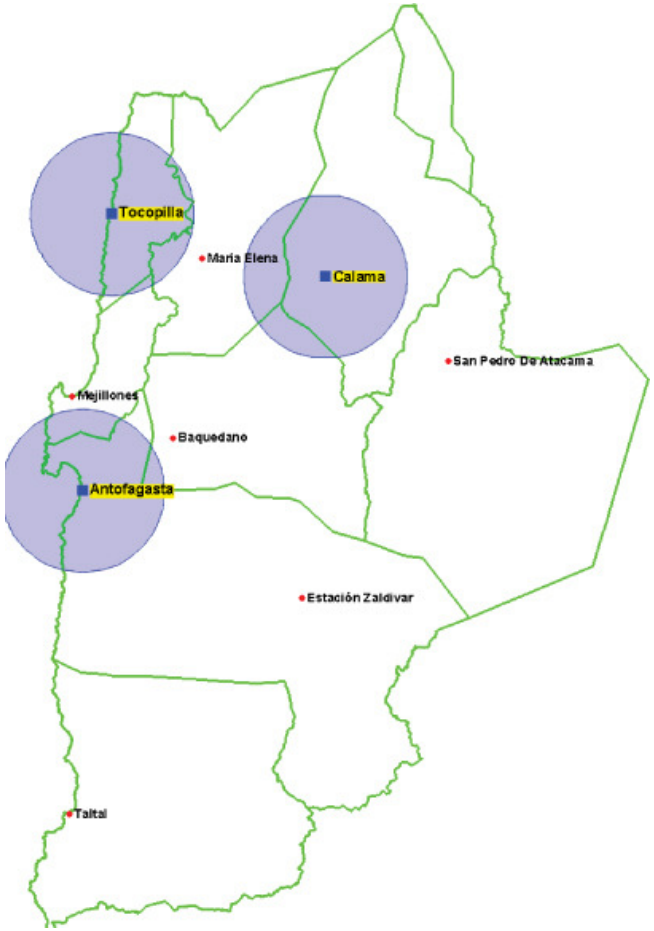 Tocopilla
Maria Elena
Calama
San Pedro De Atacama
Mejillones
Baquedano
Antofagasta
Estación Zaldivar
Taltal